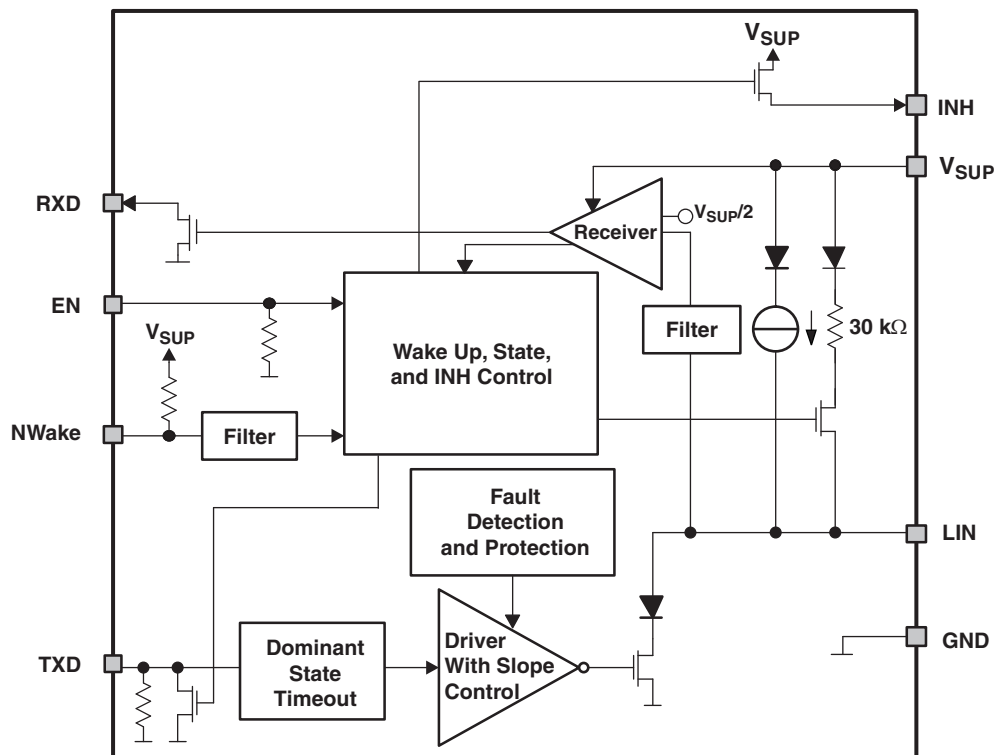 V_SUP
INH
V_SUP
RXD
V_SUP/2
Receiver
EN
V_SUP
Filter
30 kΩ
Wake Up, State,
and INH Control
NWake
Filter
Fault
Detection
and Protection
LIN
GND
TXD
Dominant
State
Timeout
Driver
With Slope
Control